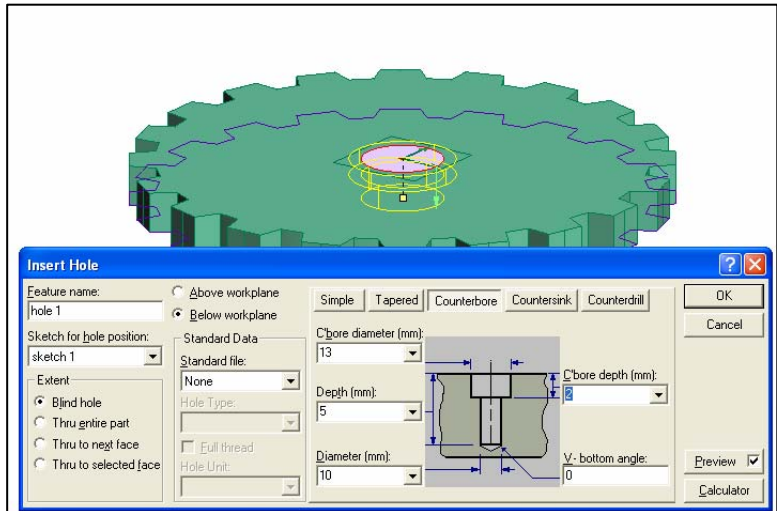 Insert Hole
Feature name:
hole 1
Sketch for hole position:
sketch 1
Extent
Blind hole
Thru entire part
Thru to next face
Thru to selected face
Above workplane
Below workplane
Standard Data
Standard file:
None
Hole Type:
Full thread
Hole Unit:
Simple
Tapered
Counterbore
Countersink
Counterdrill
C'bore diameter (mm):
13
Depth (mm):
5
Diameter (mm):
10
C'bore depth (mm):
2
V - bottom angle:
0
OK
Cancel
Preview
Calculator